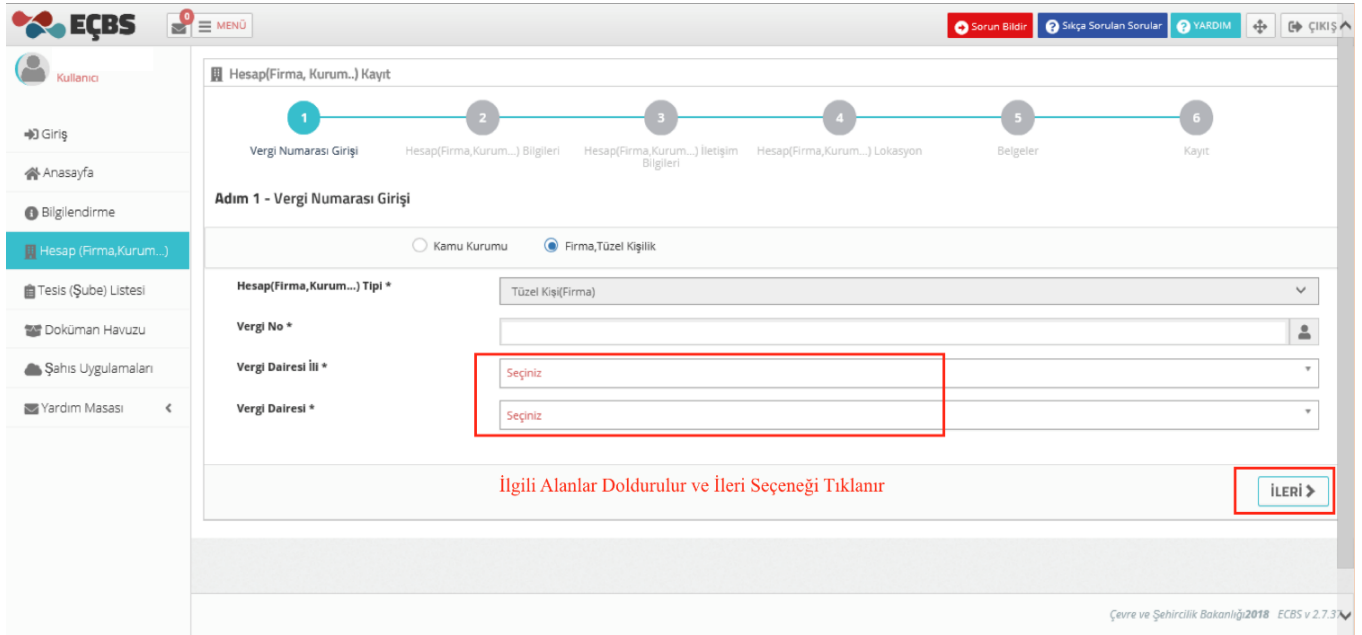 EÇBS
0
MENÜ
Sorun Bildir
Sıkça Sorulan Sorular
YARDIM
ÇIKIŞ
Kullanıcı
Giriş
Anasayfa
Bilgilendirme
Hesap (Firma,Kurum...)
Tesis (Şube) Listesi
Doküman Havuzu
Şahıs Uygulamaları
Yardım Masası
Hesap(Firma, Kurum..) Kayıt
1 2 3 4 5 6
Vergi Numarası Girişi
Hesap(Firma,Kurum...) Bilgileri
Hesap(Firma,Kurum...) İletişim
Bilgileri
Hesap(Firma,Kurum...) Lokasyon
Belgeler
Kayıt
Adım 1 - Vergi Numarası Girişi
Kamu Kurumu Firma,Tüzel Kişilik
Hesap(Firma,Kurum...) Tipi * Tüzel Kişi(Firma)
Vergi No *
Vergi Dairesi İli * Seçiniz
Vergi Dairesi * Seçiniz
İlgili Alanlar Doldurulur ve İleri Seçeneği Tıklanır
İLERİ
Çevre ve Şehircilik Bakanlığı2018 ECBS v 2.7.37